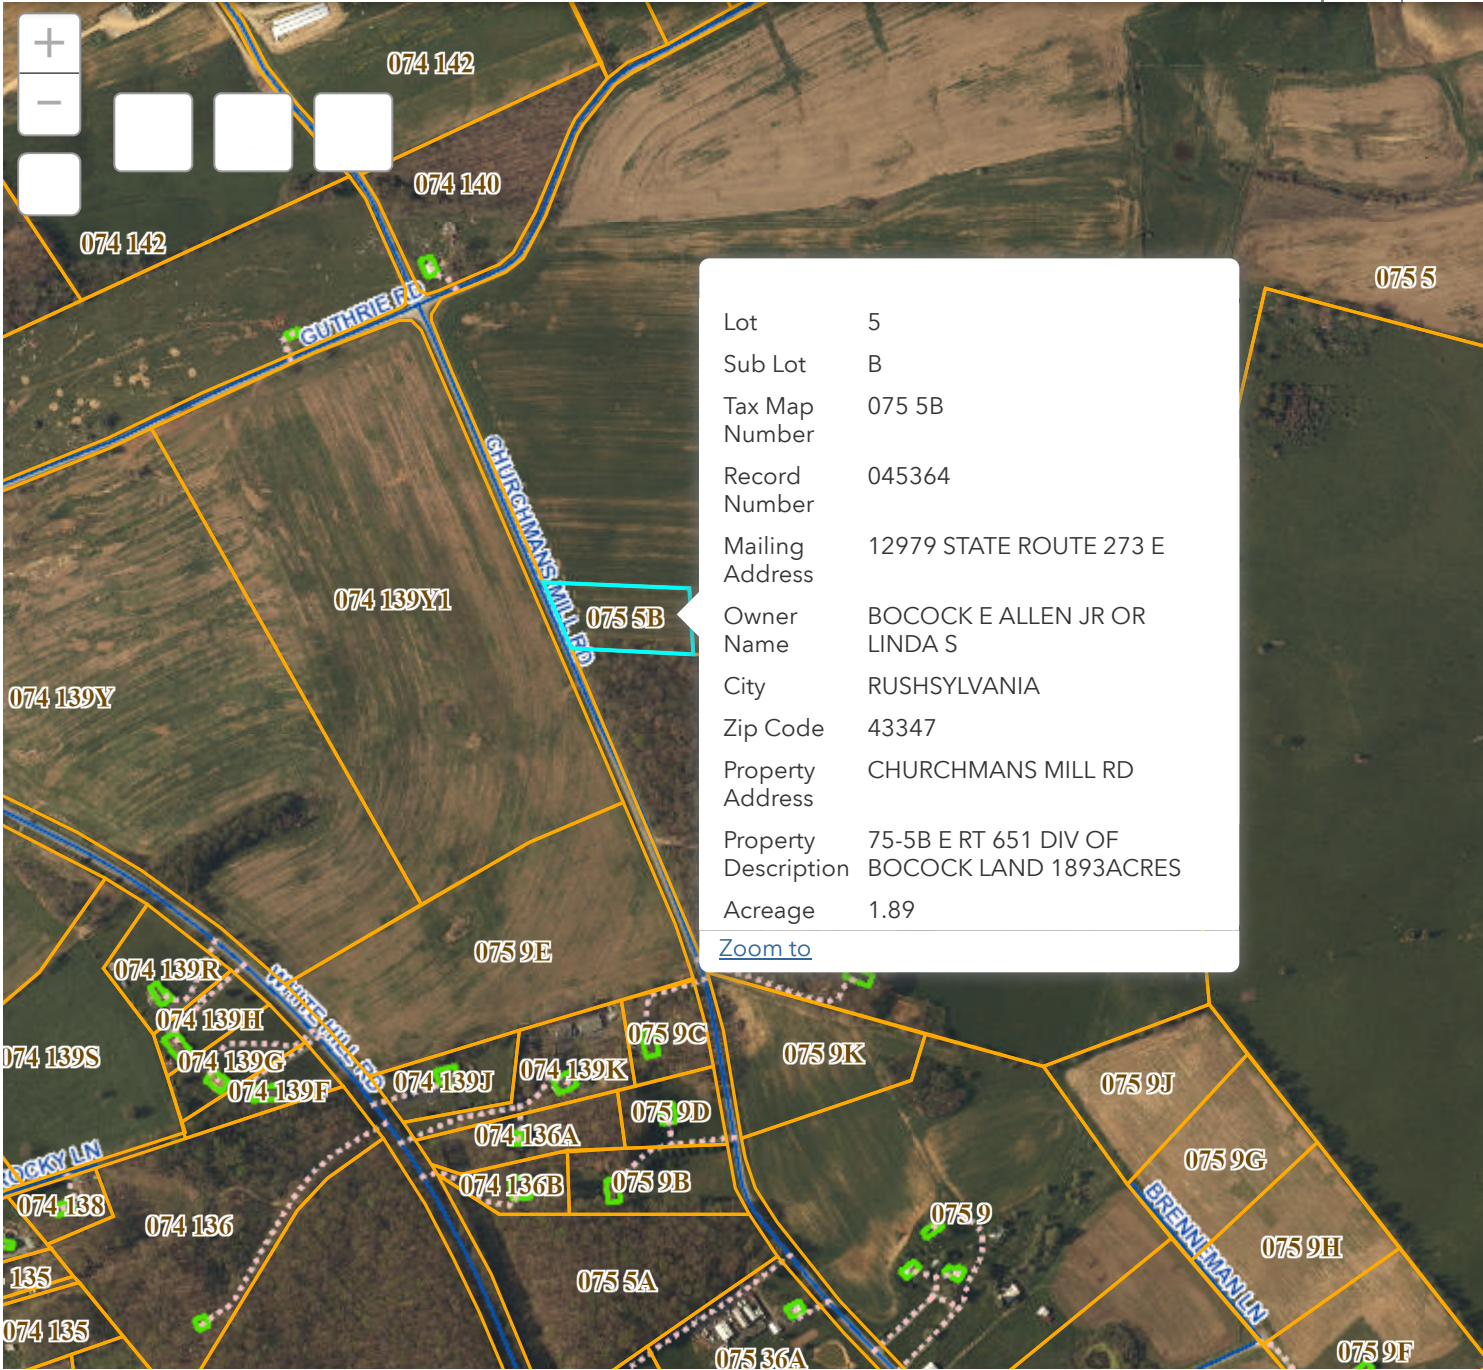 +
−
074 142
074 140
074 142
GUTHRIE RD
075 5
CHURCHMANS MILL RD
074 139Y1
075 5B
074 139Y
Lot 5
Sub Lot B
Tax Map 075 5B
Number
Record 045364
Number
Mailing 12979 STATE ROUTE 273 E
Address
Owner BOCOCK E ALLEN JR OR
Name LINDA S
City RUSHSYLVANIA
Zip Code 43347
Property CHURCHMANS MILL RD
Address
Property 75-5B E RT 651 DIV OF
Description BOCOCK LAND 1893ACRES
Acreage 1.89
Zoom to
075 9E
074 139R
WHITE HILL RD
074 139H
074 139S
074 139G
074 139F
074 139J
074 139K
075 9C
075 9K
075 9J
075 9D
074 136A
ROCKY LN
074 136B
075 9B
075 9G
074 138
074 136
075 9
BRENNEMAN LN
075 9H
135
075 5A
074 135
075 36A
075 9F